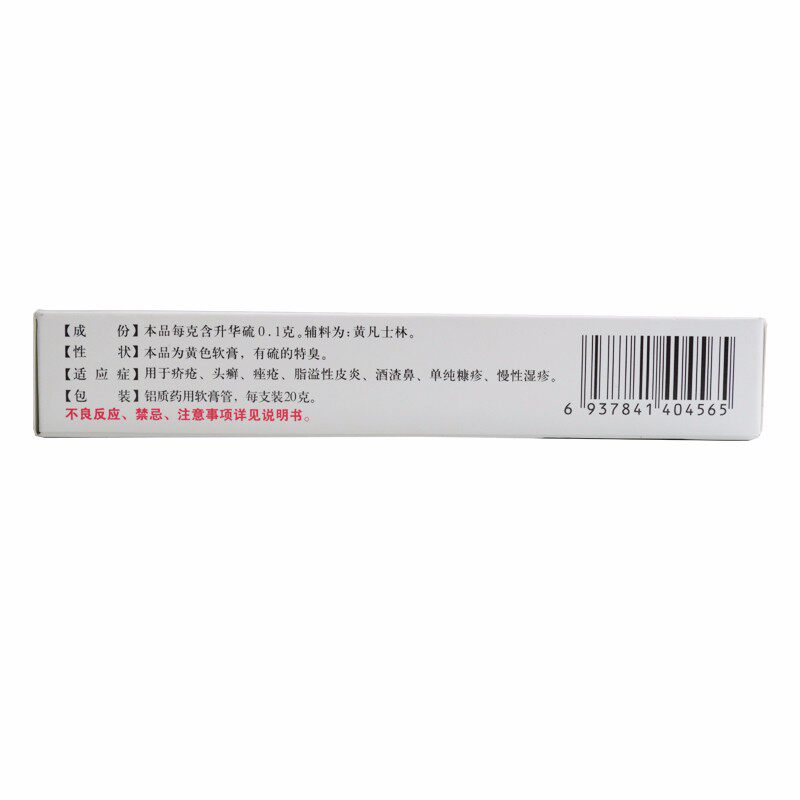 【成 份】本品每克含升华硫0.1克。辅料为:黄凡士林。
【性 状】本品为黄色软膏，有硫的特臭。
【适应症】用于疥疮、头癣、痤疮、脂溢性皮炎、酒渣鼻、单纯糠疹、慢性湿疹。
【包 装】铝质药用软膏管，每支装20克。
不良反应、禁忌、注意事项详见说明书。
6 937841 404565